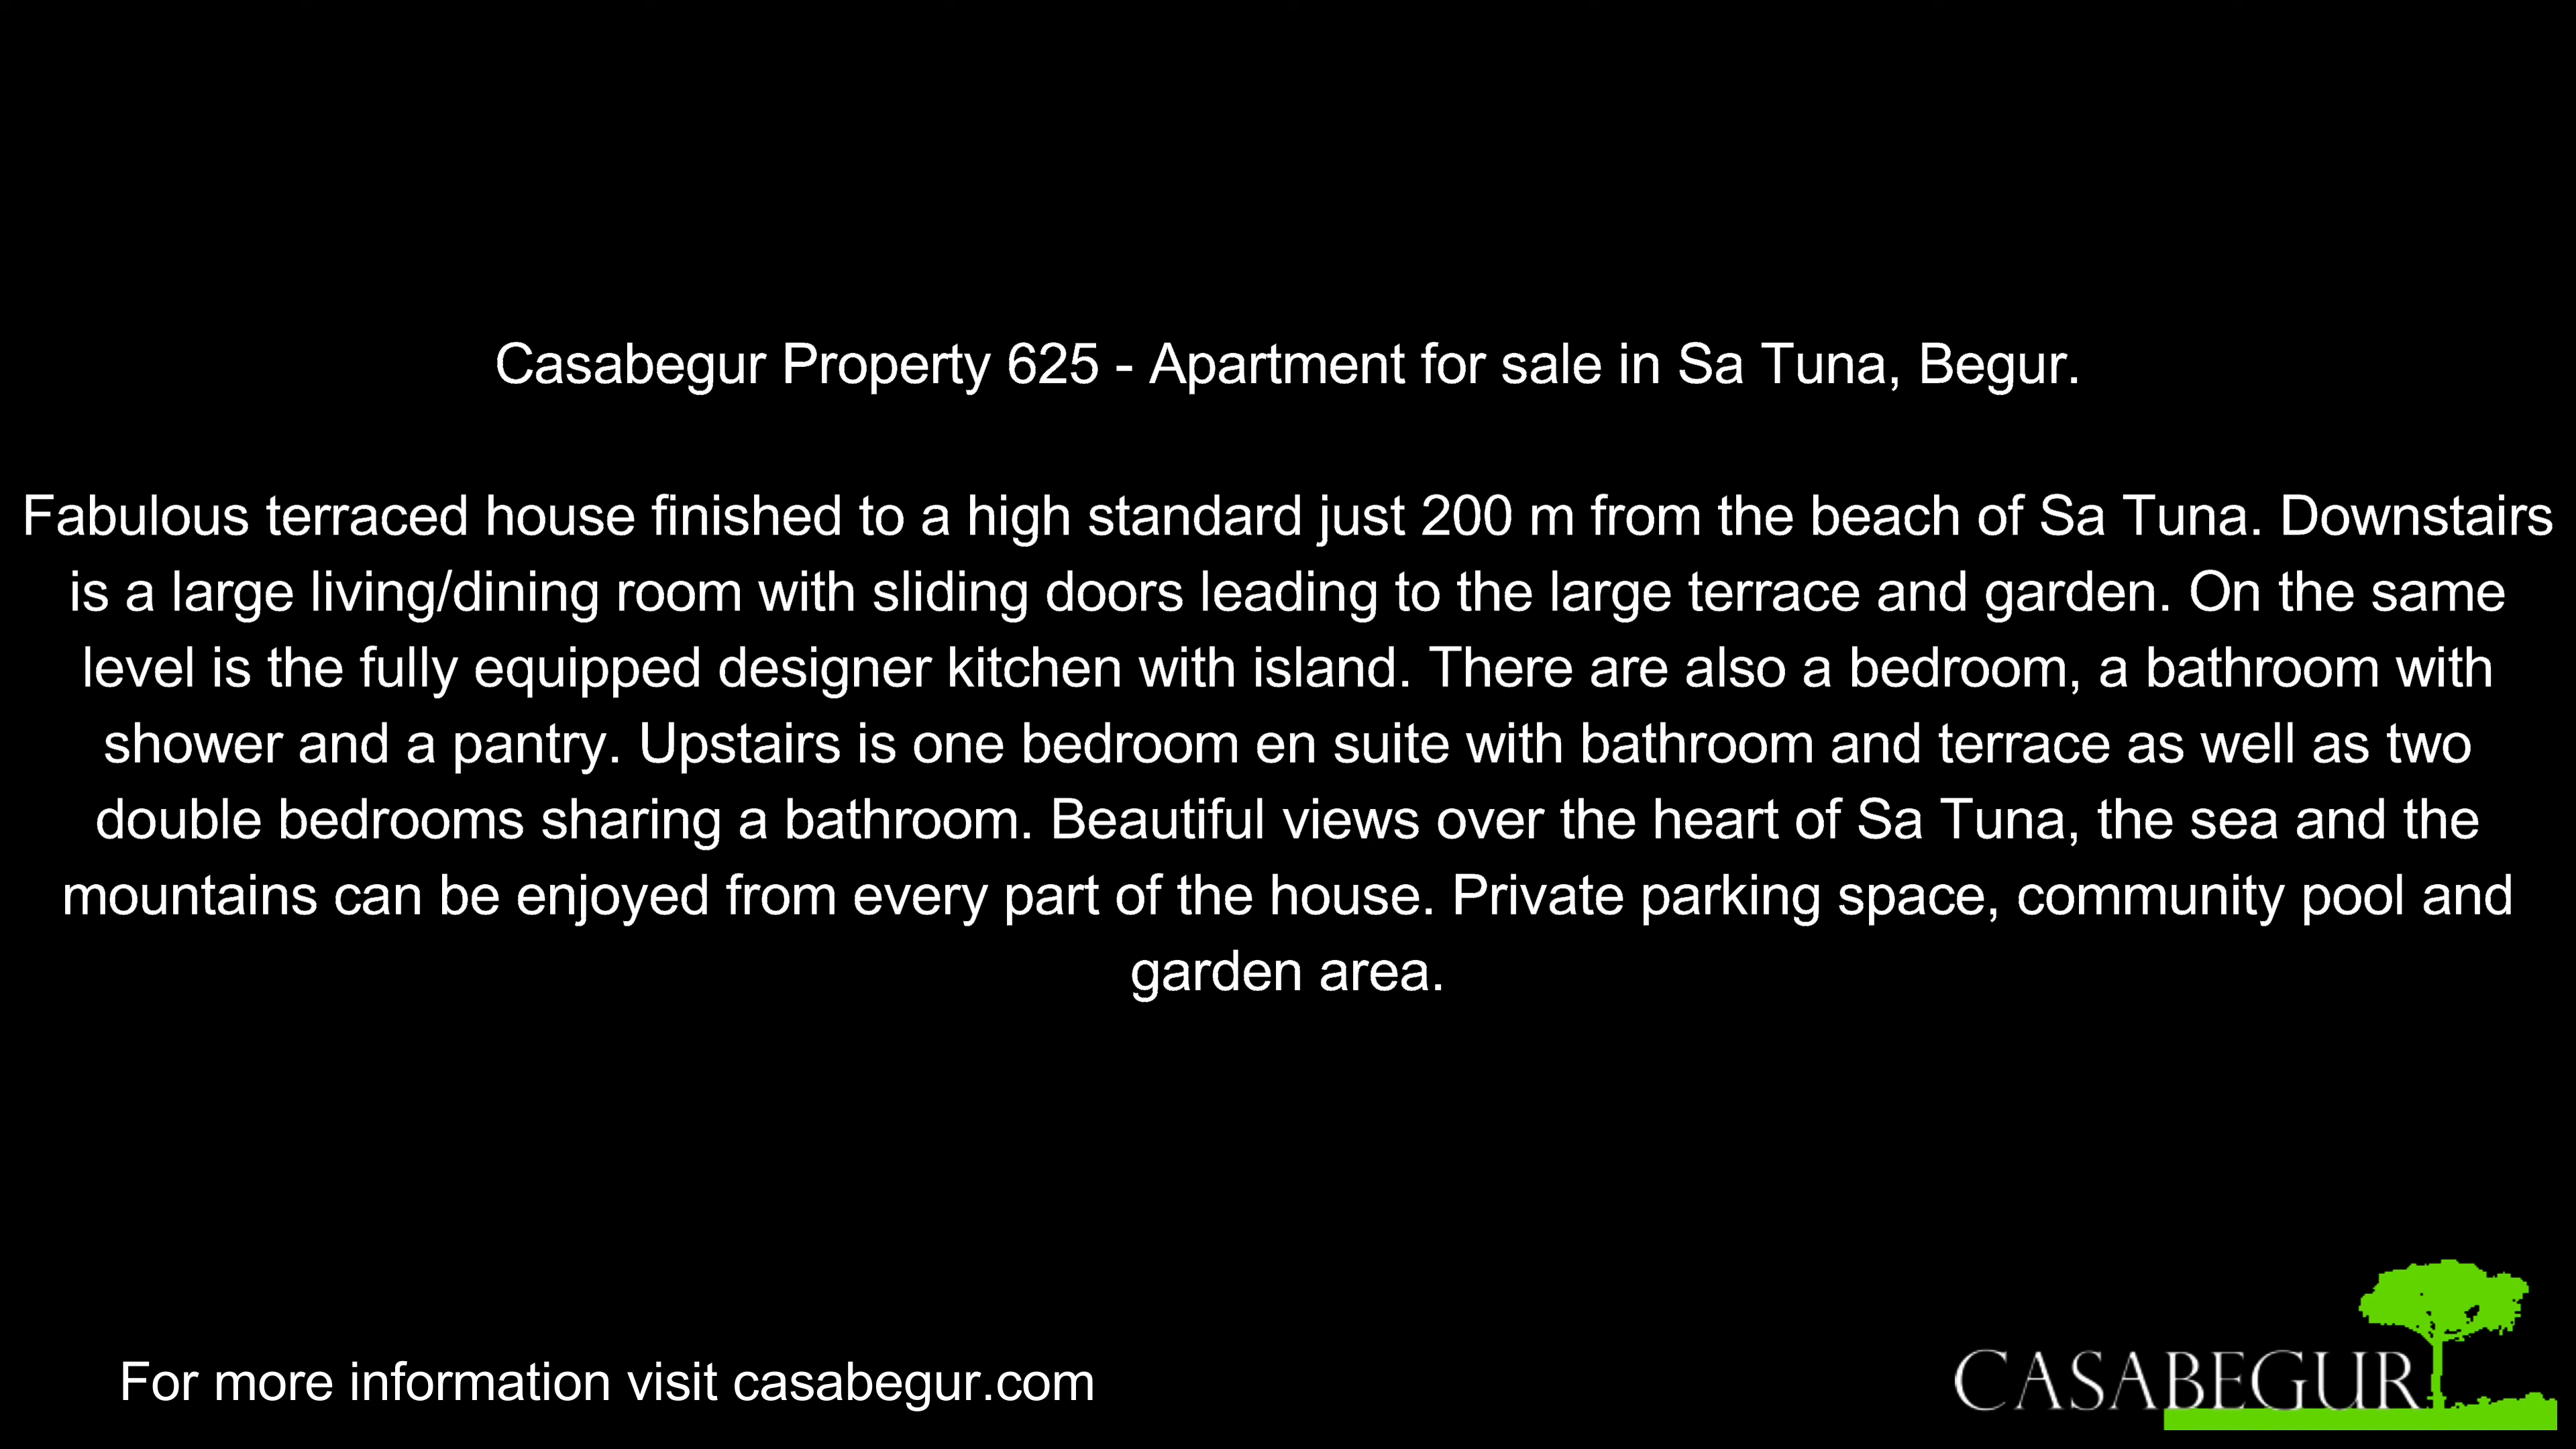 Casabegur Property 625 - Apartment for sale in Sa Tuna, Begur.
Fabulous terraced house finished to a high standard just 200 m from the beach of Sa Tuna. Downstairs
is a large living/dining room with sliding doors leading to the large terrace and garden. On the same
level is the fully equipped designer kitchen with island. There are also a bedroom, a bathroom with
shower and a pantry. Upstairs is one bedroom en suite with bathroom and terrace as well as two
double bedrooms sharing a bathroom. Beautiful views over the heart of Sa Tuna, the sea and the
mountains can be enjoyed from every part of the house. Private parking space, community pool and
garden area.
For more information visit casabegur.com
CASABEGUR